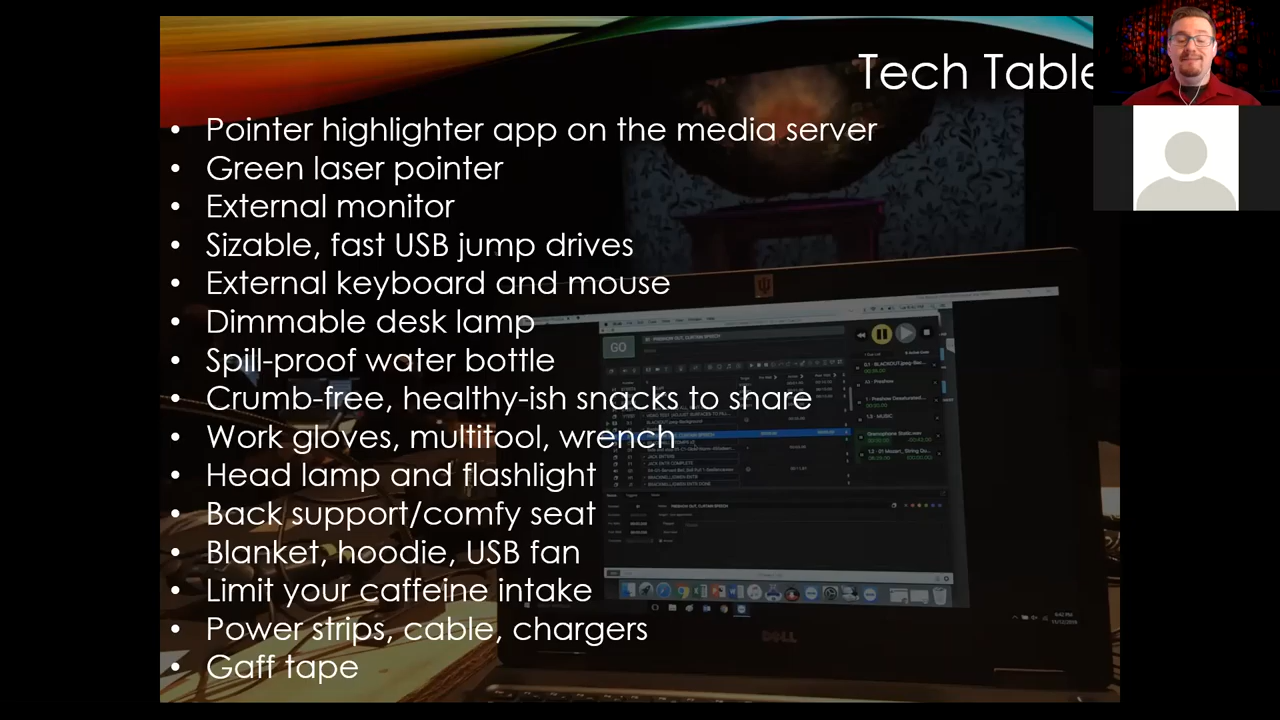 Tech Table
• Pointer highlighter app on the media server
• Green laser pointer
• External monitor
• Sizable, fast USB jump drives
• External keyboard and mouse
• Dimmable desk lamp
• Spill-proof water bottle
• Crumb-free, healthy-ish snacks to share
• Work gloves, multitool, wrench
• Head lamp and flashlight
• Back support/comfy seat
• Blanket, hoodie, USB fan
• Limit your caffeine intake
• Power strips, cable, chargers
• Gaff tape
GO
DELL